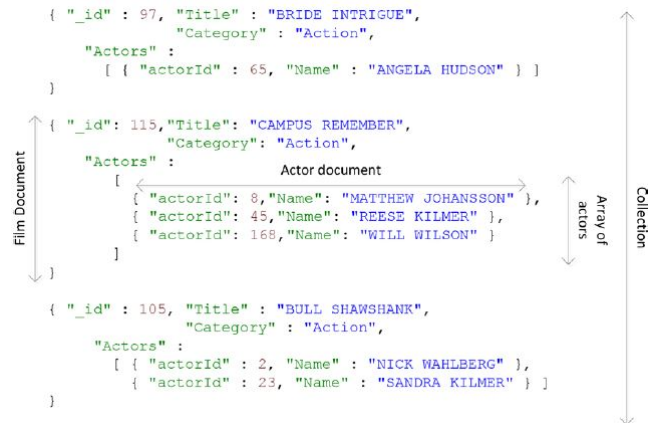 { "_id" : 97, "Title" : "BRIDE INTRIGUE",
"Category" : "Action",
"Actors" :
[ { "actorId" : 65, "Name" : "ANGELA HUDSON" } ]
}
{ "_id": 115,"Title": "CAMPUS REMEMBER",
"Category": "Action",
"Actors" :
Actor document
[
{ "actorId": 8,"Name": "MATTHEW JOHANSSON" },
{ "actorId": 45,"Name": "REESE KILMER" },
{ "actorId": 168,"Name": "WILL WILSON" }
]
}
Film Document
Array of
actors
Collection
{ "_id" : 105, "Title" : "BULL SHAWSHANK",
"Category" : "Action",
"Actors" :
[ { "actorId" : 2, "Name" : "NICK WAHLBERG" },
{ "actorId" : 23, "Name" : "SANDRA KILMER" } ]
}